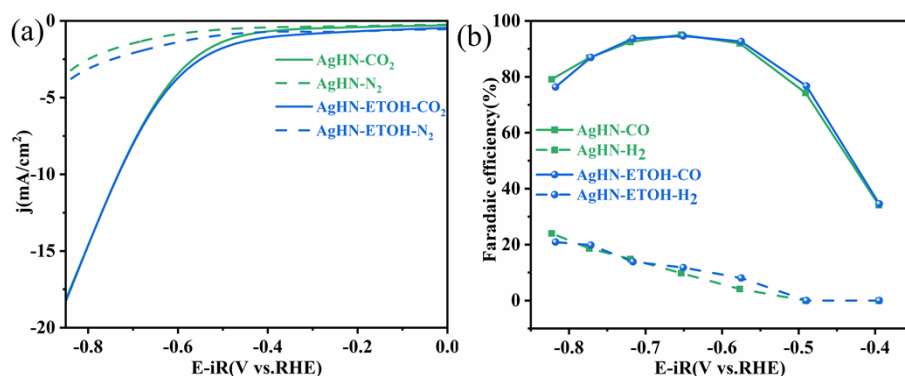 (a)
0
-5
-10
-15
-20
j(mA/cm²)
AgHN-CO₂
AgHN-N₂
AgHN-ETOH-CO₂
AgHN-ETOH-N₂
-0.8 -0.6 -0.4 -0.2 0.0
E-iR(V vs.RHE)
(b)
100
80
60
40
20
0
Faradaic efficiency(%)
AgHN-CO
AgHN-H₂
AgHN-ETOH-CO
AgHN-ETOH-H₂
-0.8 -0.7 -0.6 -0.5 -0.4
E-iR(V vs.RHE)